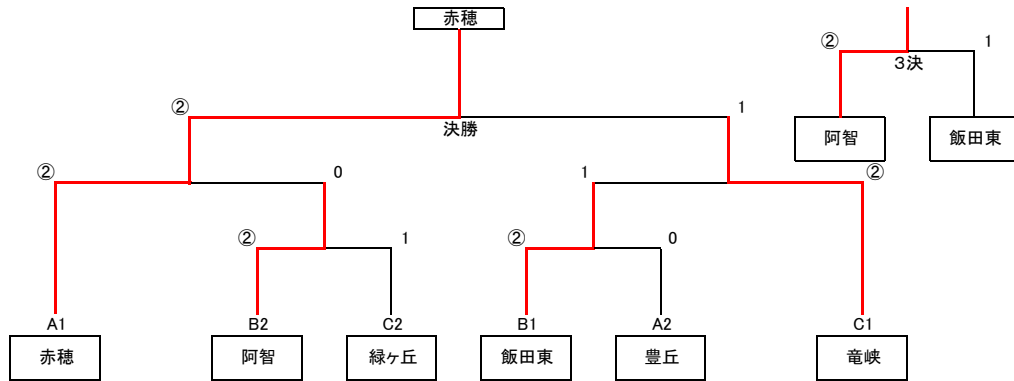 赤穂
② 1
3決
② 1
決勝
阿智 飯田東
② 0 1 ②
② 1 ② 0
A1 B2 C2 B1 A2 C1
赤穂 阿智 緑ヶ丘 飯田東 豊丘 竜峡